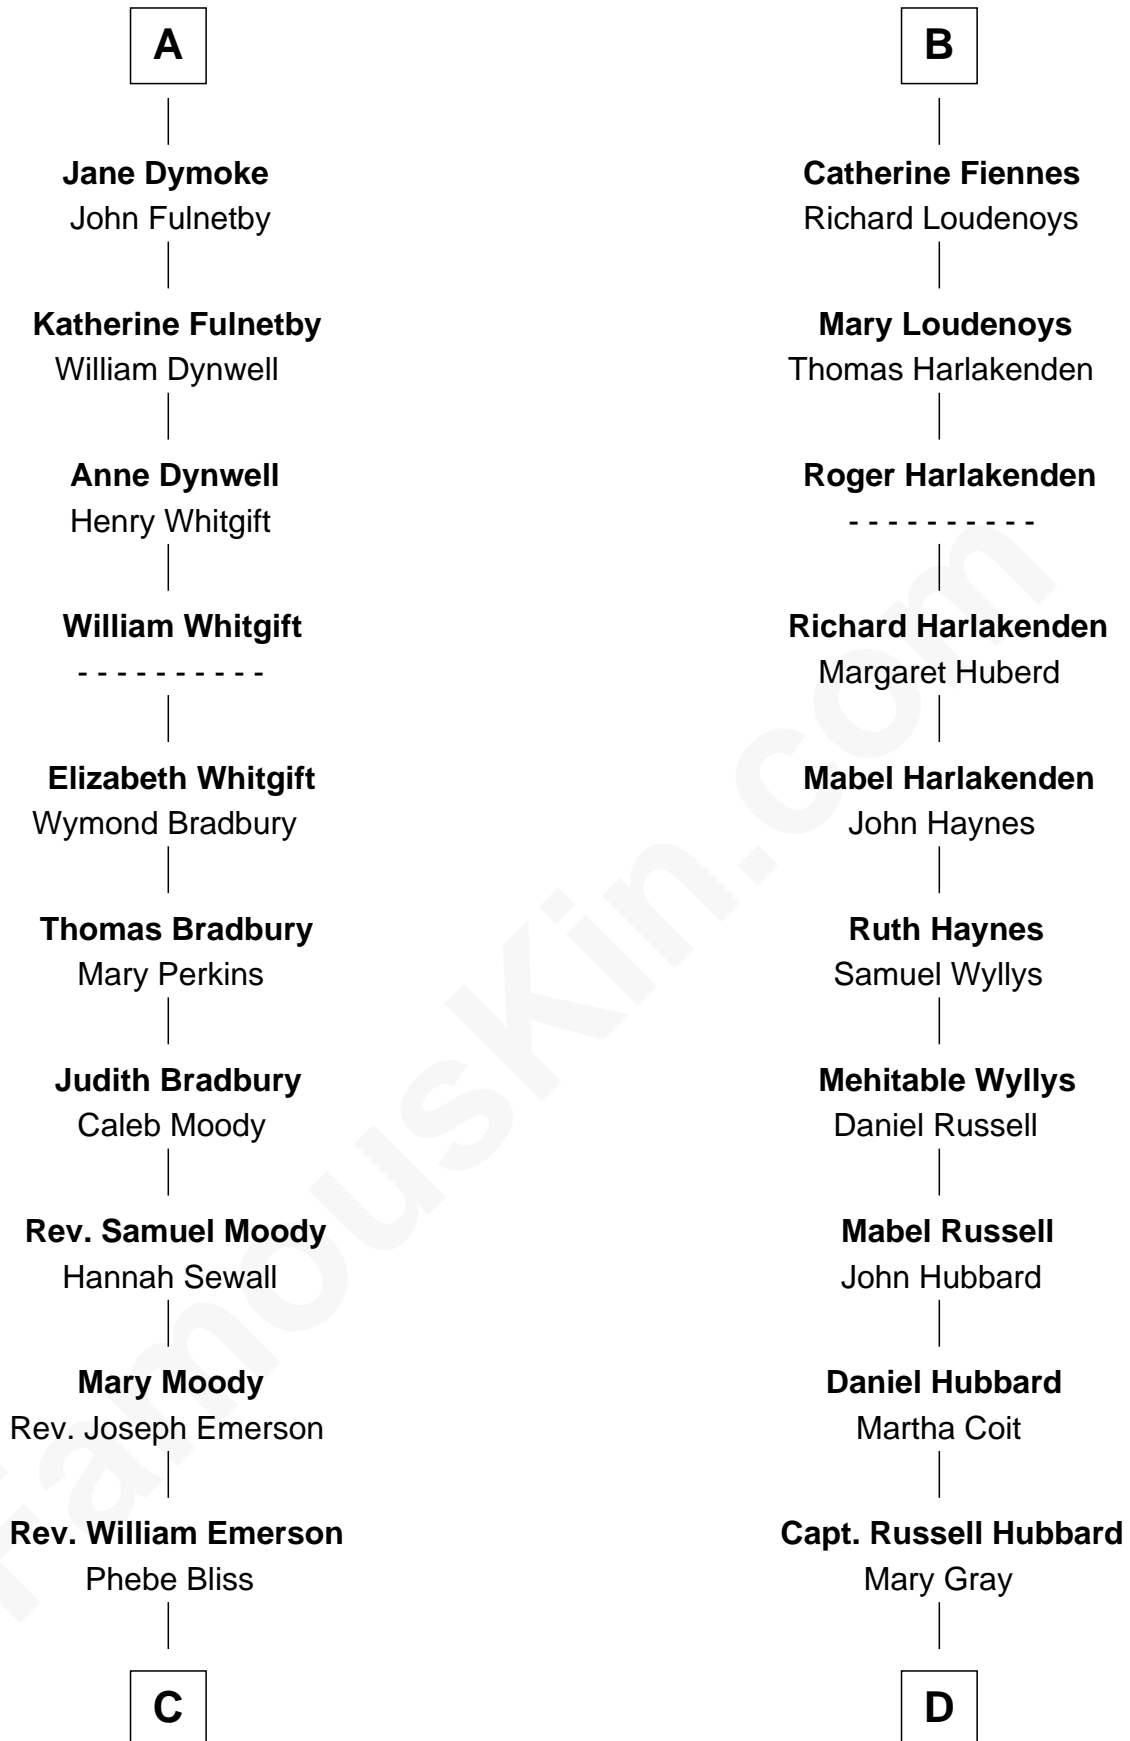 A
Jane Dymoke
John Fulnetby
Katherine Fulnetby
William Dynwell
Anne Dynwell
Henry Whitgift
William Whitgift
- - - - - - - - - -
Elizabeth Whitgift
Wymond Bradbury
Thomas Bradbury
Mary Perkins
Judith Bradbury
Caleb Moody
Rev. Samuel Moody
Hannah Sewall
Mary Moody
Rev. Joseph Emerson
Rev. William Emerson
Phebe Bliss
C
B
Catherine Fiennes
Richard Loudenoys
Mary Loudenoys
Thomas Harlakenden
Roger Harlakenden
- - - - - - - - - -
Richard Harlakenden
Margaret Huberd
Mabel Harlakenden
John Haynes
Ruth Haynes
Samuel Wyllys
Mehitable Wyllys
Daniel Russell
Mabel Russell
John Hubbard
Daniel Hubbard
Martha Coit
Capt. Russell Hubbard
Mary Gray
D
FamousKin.com